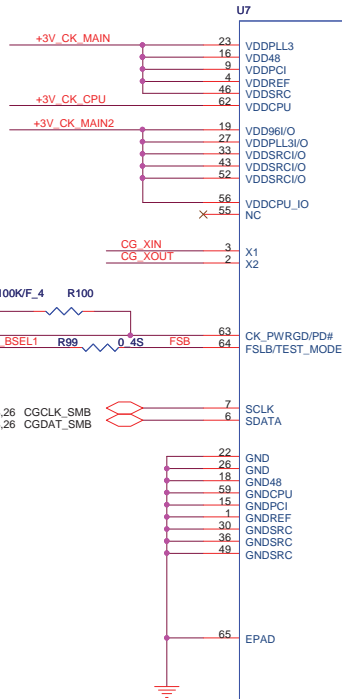 U7
+3V_CK_MAIN 23 VDDPLL3
16 VDD48
9 VDDPCI
4 VDDREF
46 VDDSRC
+3V_CK_CPU 62 VDDCPU
+3V_CK_MAIN2 19 VDD96I/O
27 VDDPLL3I/O
33 VDDSRCI/O
43 VDDSRCI/O
52 VDDSRCI/O
56 VDDCPU_IO
55 NC
CG_XIN 3 X1
CG_XOUT 2 X2
100K/F_4 R100
63 CK_PWRGD/PD#
_BSEL1 R99 0_4S FSB 64 FSLB/TEST_MODE
,26 CGCLK_SMB 7 SCLK
,26 CGDAT_SMB 6 SDATA
22 GND
26 GND
18 GND48
59 GNDCPU
15 GNDPCI
1 GNDREF
30 GNDSRC
36 GNDSRC
49 GNDSRC
65 EPAD